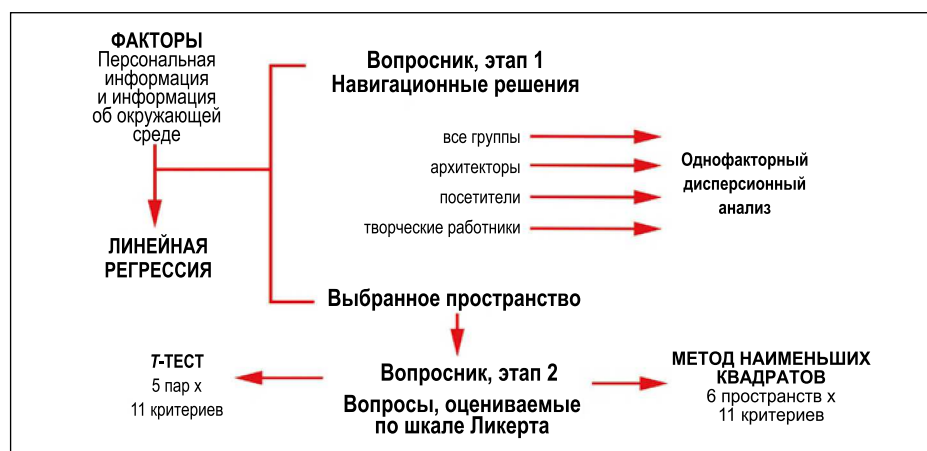 ФАКТОРЫ
Персональная
информация
и информация
об окружающей
среде
ЛИНЕЙНАЯ
РЕГРЕССИЯ
Вопросник, этап 1
Навигационные решения
все группы
архитекторы
посетители
творческие работники
Однофакторный
дисперсионный
анализ
Выбранное пространство
T-ТЕСТ
5 пар x
11 критериев
Вопросник, этап 2
Вопросы, оцениваемые
по шкале Ликерта
МЕТОД НАИМЕНЬШИХ
КВАДРАТОВ
6 пространств x
11 критериев